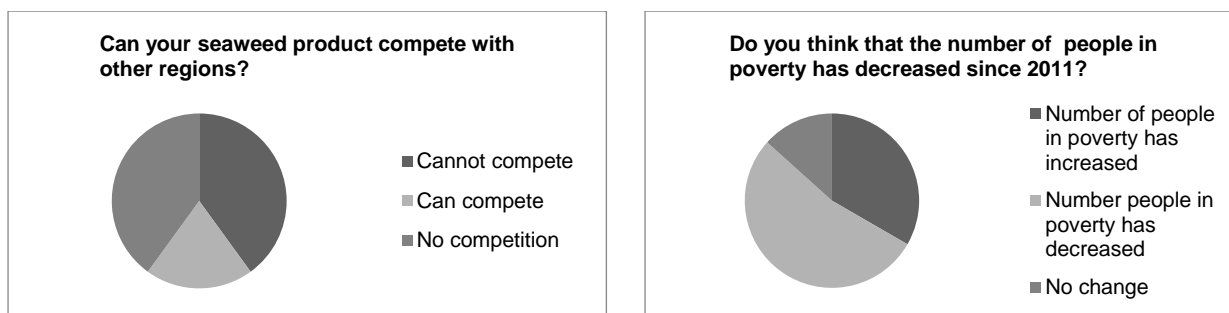 Can your seaweed product compete with
other regions?
Cannot compete
Can compete
No competition
Do you think that the number of people in
poverty has decreased since 2011?
Number of people
in poverty has
increased
Number people in
poverty has
decreased
No change